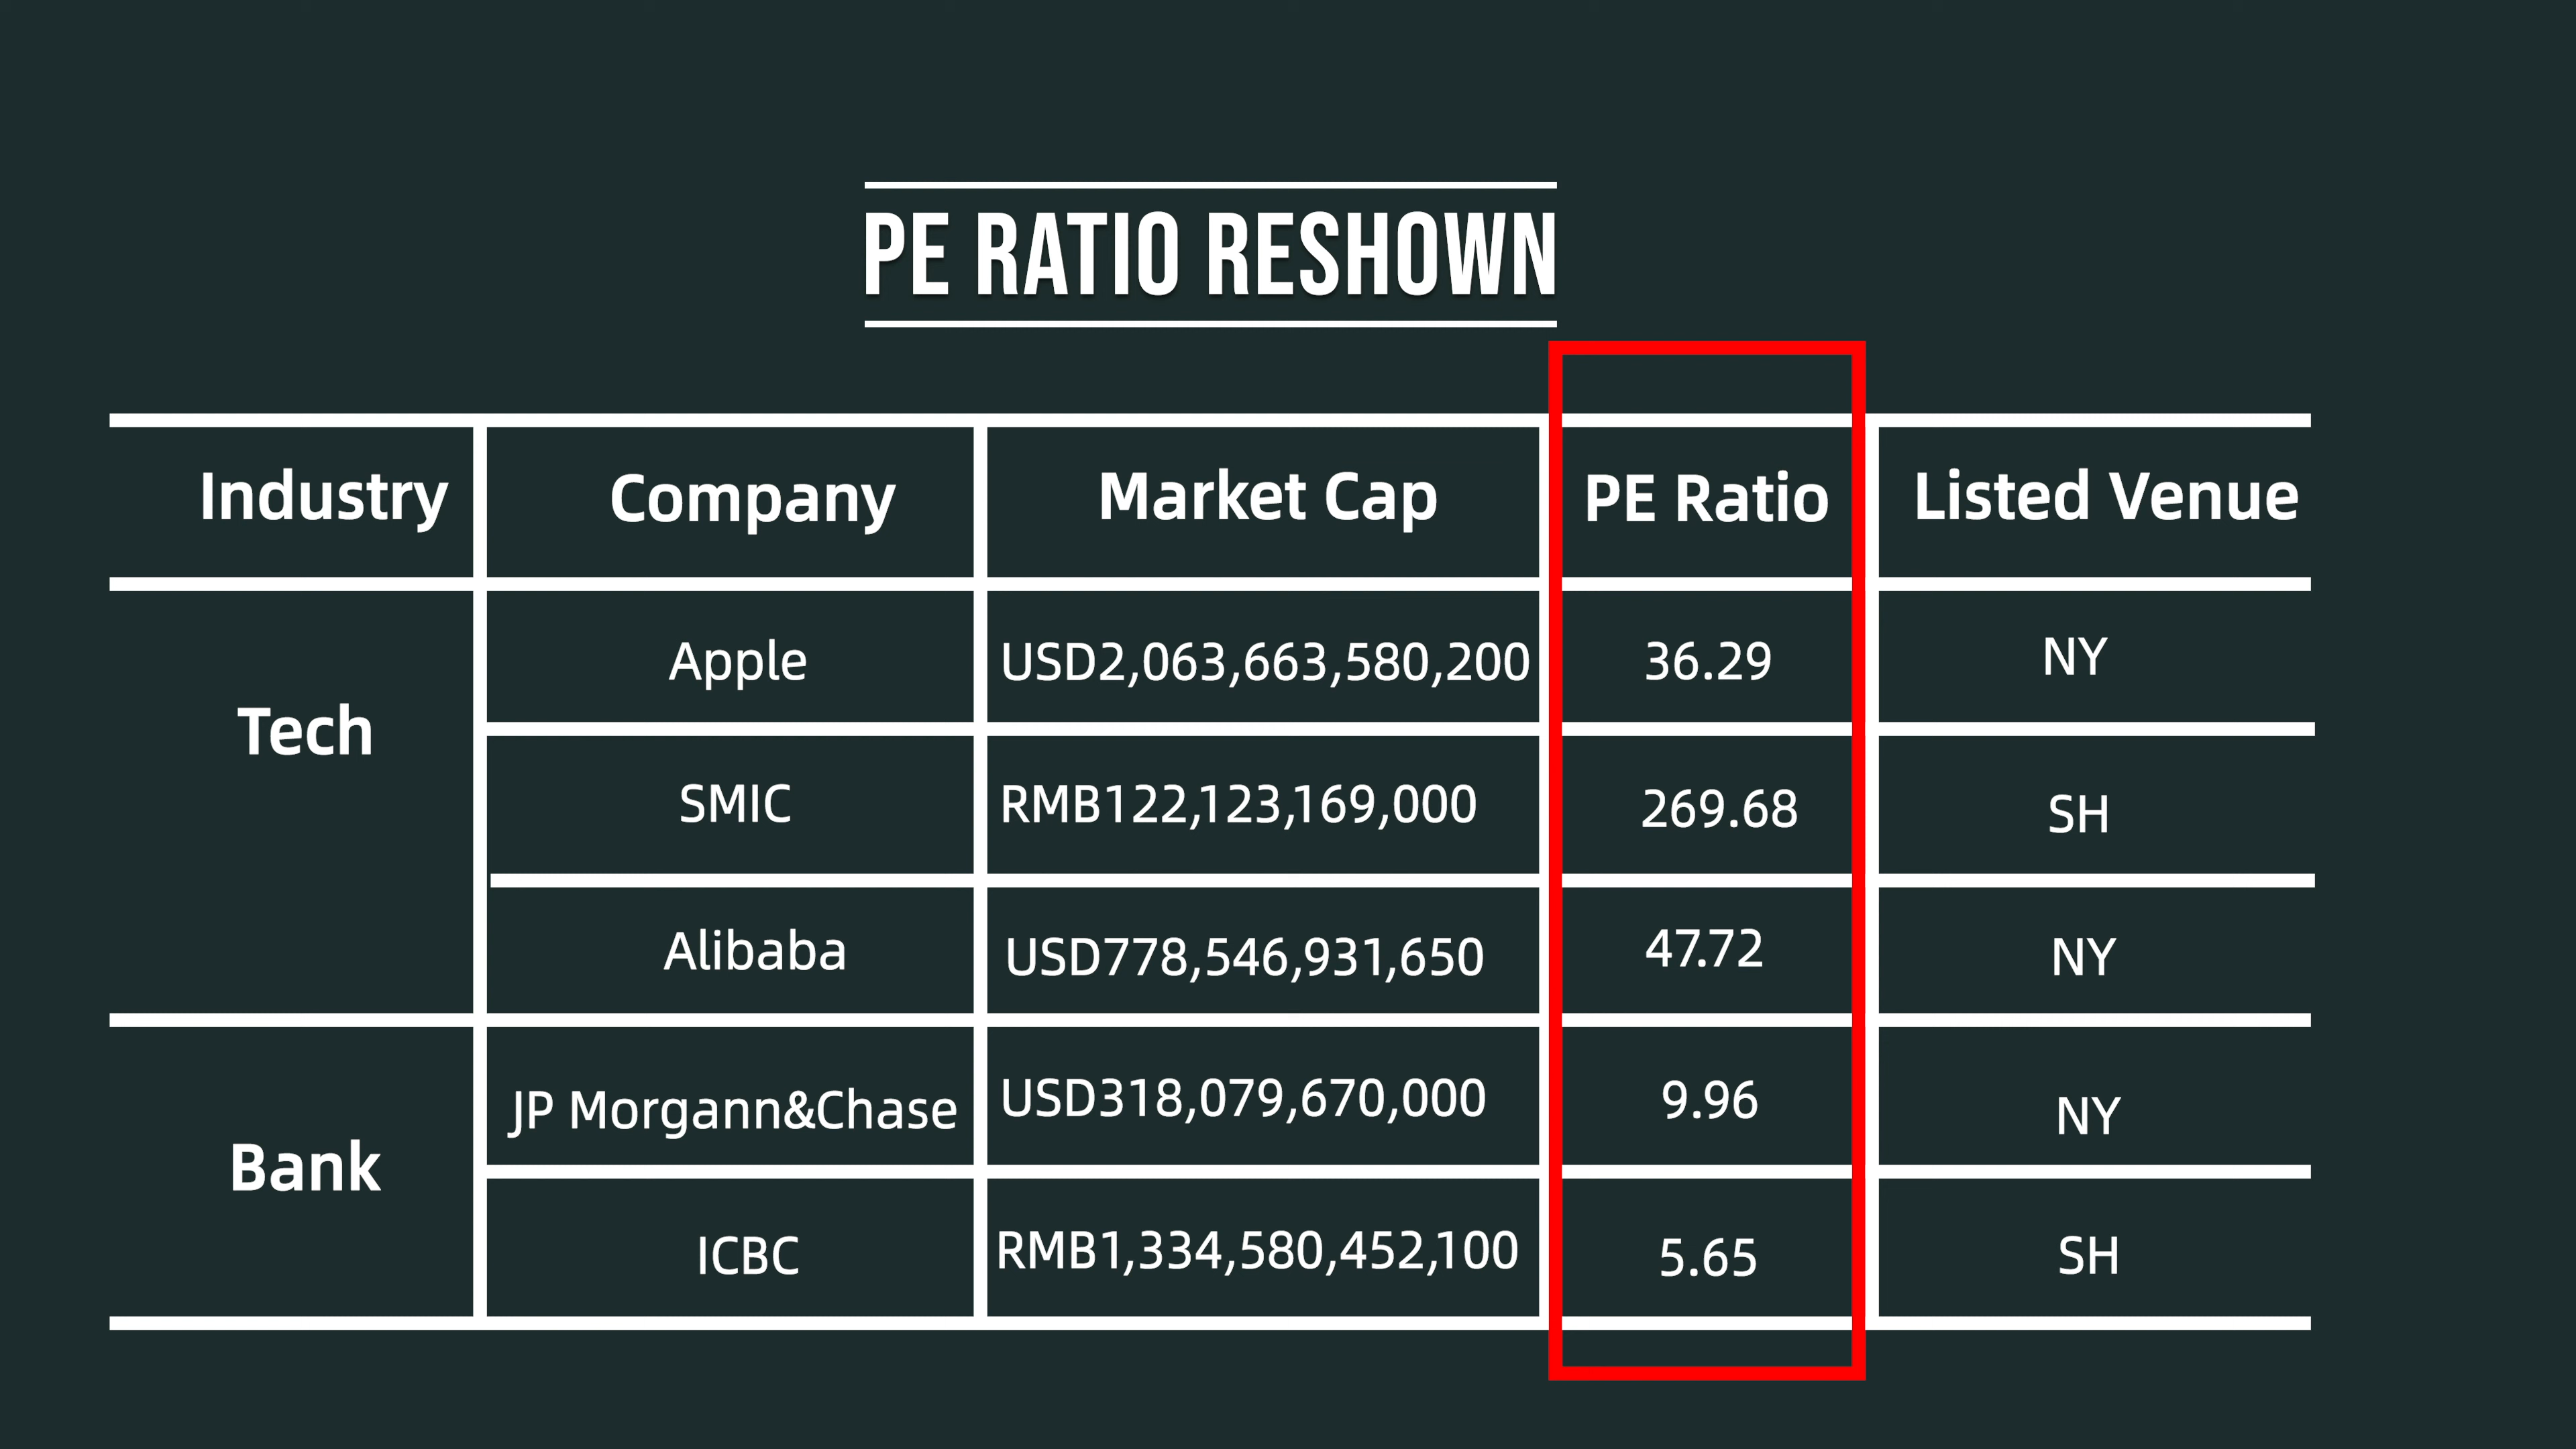 PE RATIO RESHOWN
Industry Company Market Cap PE Ratio Listed Venue
Tech
Apple USD2,063,663,580,200 36.29 NY
SMIC RMB122,123,169,000 269.68 SH
Alibaba USD778,546,931,650 47.72 NY
Bank
JP Morgann&Chase USD318,079,670,000 9.96 NY
ICBC RMB1,334,580,452,100 5.65 SH